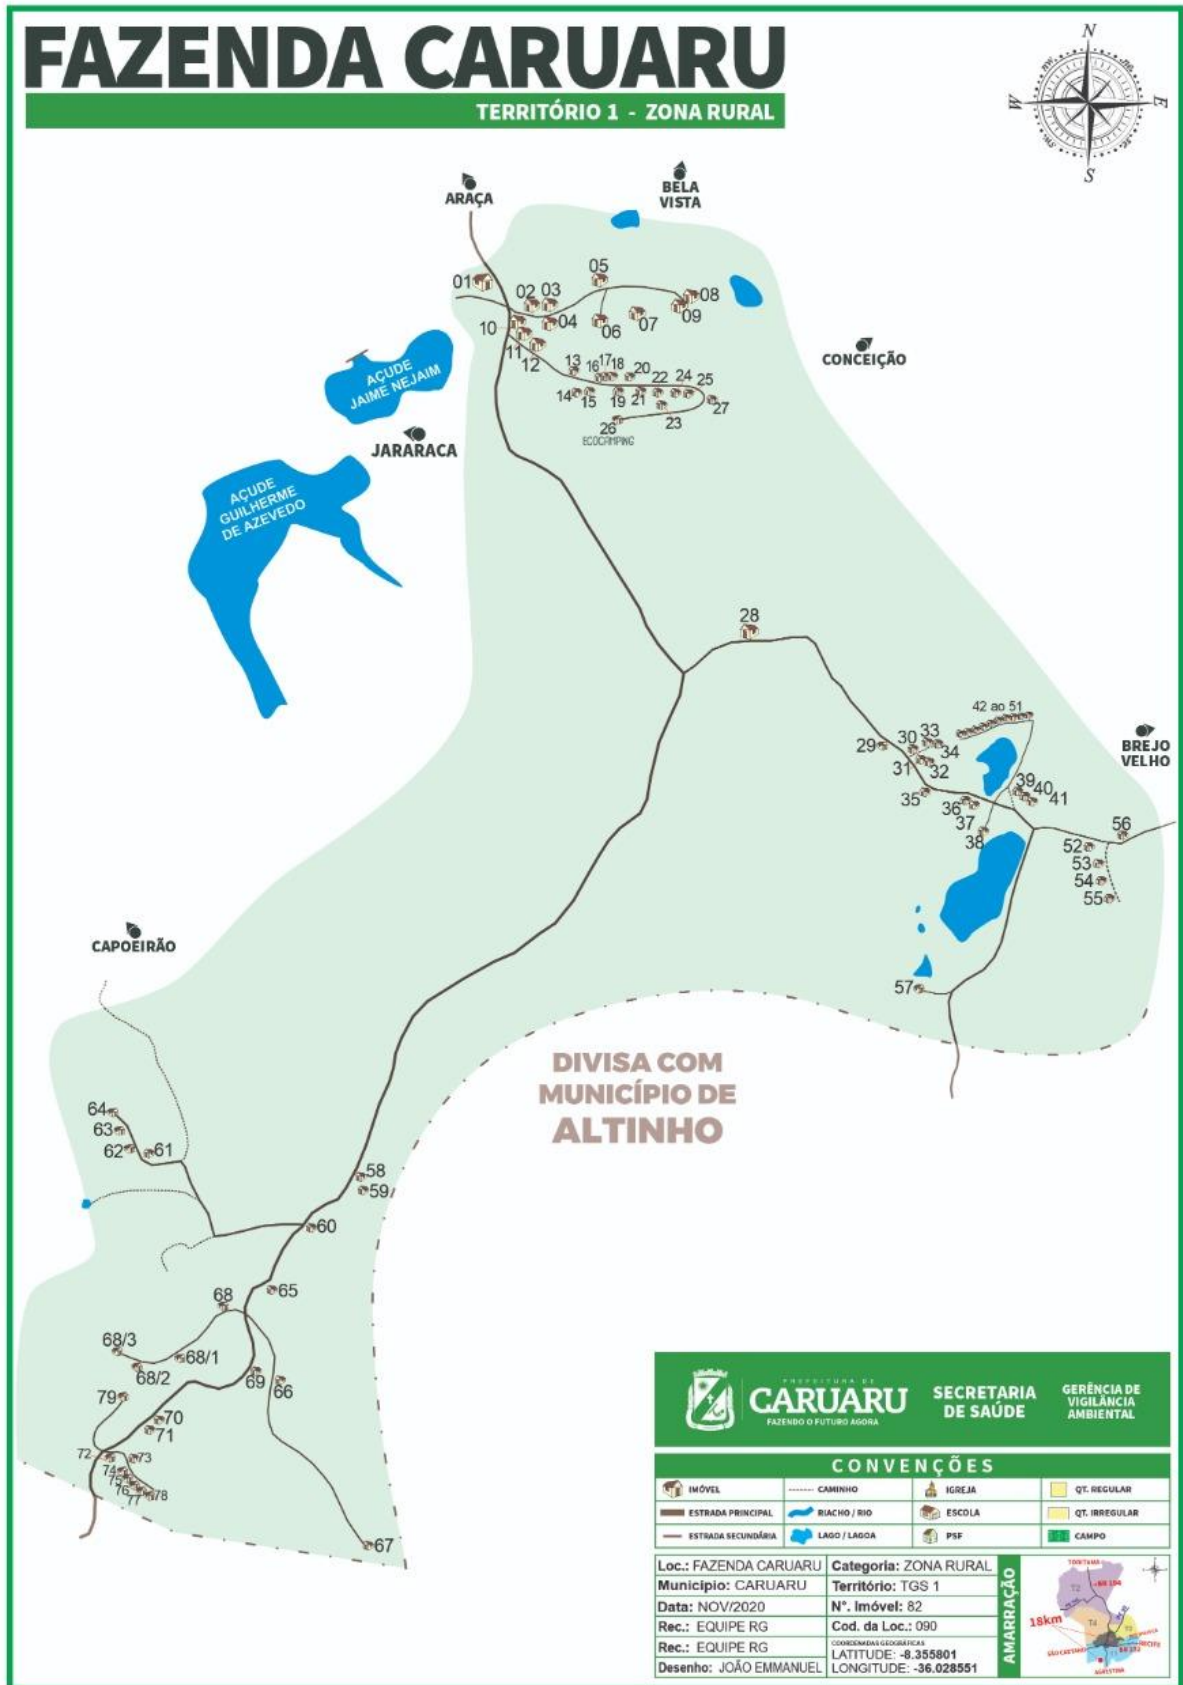 FAZENDA CARUARU
TERRITÓRIO 1 - ZONA RURAL
N
W
E
S
ARAÇA
BELA
VISTA
01
05
02 03
08
09
10
04
06
07
11
12
CONCEIÇÃO
AÇUDE
JAIME NEJAIM
13
16 17 18
20
22
24
25
14
15
19
21
27
26
23
ECOCAMPING
JARARACA
AÇUDE
GUILHERME
DE AZEVEDO
28
42 ao 51
29
30
33
34
31
32
BREJO
VELHO
35
36
39
40
41
37
38
56
52
53
54
55
CAPOEIRÃO
57
DIVISA COM
MUNICÍPIO DE
ALTINHO
64
63
62
61
58
59
60
65
68
68/3
68/1
68/2
69
66
79
70
71
72
73
74
75
76
77
78
67
PREFEITURA DE
CARUARU
FAZENDO O FUTURO AGORA
SECRETARIA
DE SAÚDE
GERÊNCIA DE
VIGILÂNCIA
AMBIENTAL
CONVENÇÕES
IMÓVEL
CAMINHO
IGREJA
QT. REGULAR
ESTRADA PRINCIPAL
RIACHO / RIO
ESCOLA
QT. IRREGULAR
ESTRADA SECUNDÁRIA
LAGO / LAGOA
PSF
CAMPO
Loc.: FAZENDA CARUARU
Categoria: ZONA RURAL
Município: CARUARU
Território: TGS 1
Data: NOV/2020
N°. Imóvel: 82
Rec.: EQUIPE RG
Cod. da Loc.: 090
Rec.: EQUIPE RG
COORDENADAS GEOGRÁFICAS
LATITUDE: -8.355801
Desenho: JOÃO EMMANUEL
LONGITUDE: -36.028551
AMARRAÇÃO
T2
BR 104
18km
T4
RECIFE